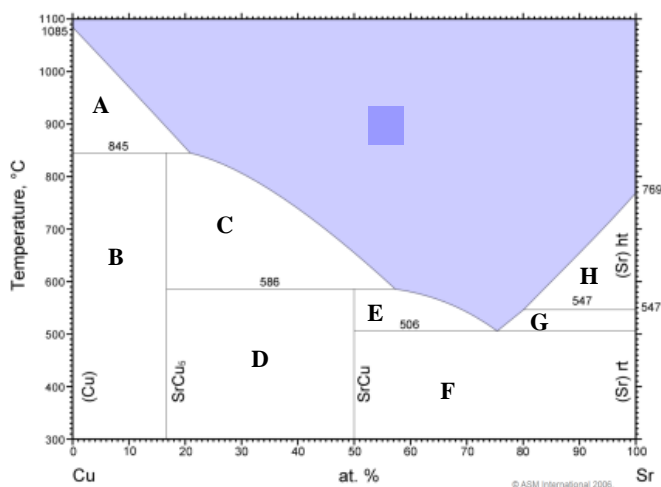 1100
1085
1000
900
800
700
600
500
400
300
Temperature, °C
A
845
B
C
586
D
E
506
F
G
H
547
769
547
(Cu)
SrCu₅
SrCu
(Sr) ht
(Sr) rt
0 10 20 30 40 50 60 70 80 90 100
Cu at. % Sr
© ASM International 2006.